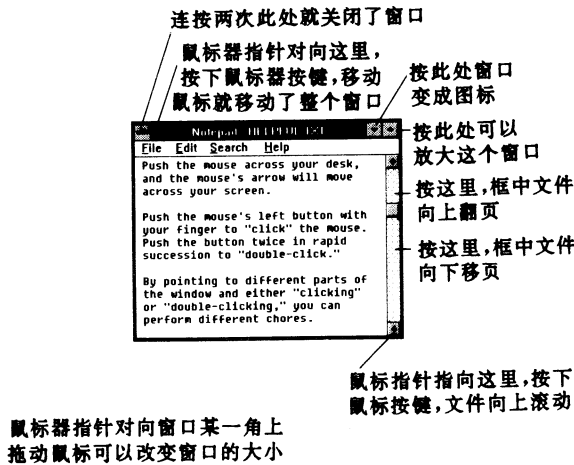 连按两次此处就关闭了窗口
鼠标器指针对向这里,
按下鼠标器按键,移动
鼠标就移动了整个窗口
按此处窗口
变成图标
Notepad - HELPFUL.TXT
File Edit Search Help
按此处可以
放大这个窗口
Push the mouse across your desk,
and the mouse's arrow will move
across your screen.
Push the mouse's left button with
your finger to "click" the mouse.
Push the button twice in rapid
succession to "double-click."
By pointing to different parts of
the window and either "clicking"
or "double-clicking," you can
perform different chores.
按这里,框中文件
向上翻页
按这里,框中文件
向下移页
鼠标指针指向这里,按下
鼠标按键,文件向上滚动
鼠标器指针对向窗口某一角上
拖动鼠标可以改变窗口的大小